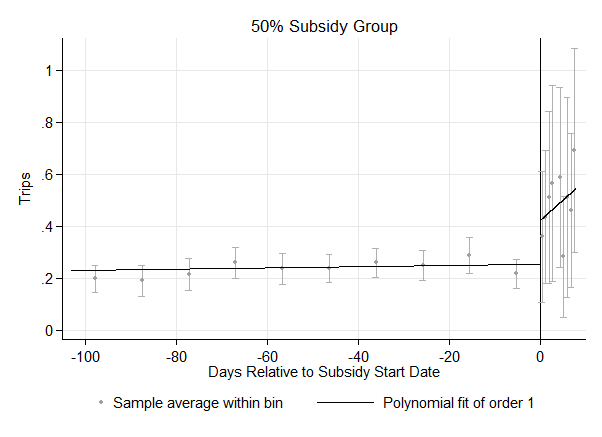 50% Subsidy Group
1
.8
.6
.4
.2
0
Trips
-100 -80 -60 -40 -20 0
Days Relative to Subsidy Start Date
Sample average within bin Polynomial fit of order 1